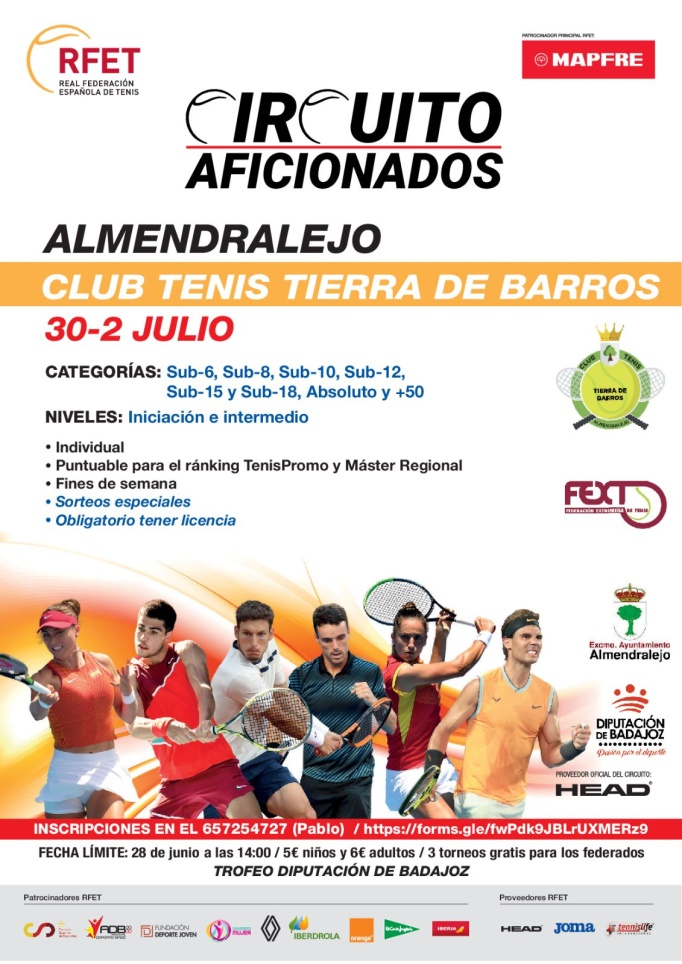 RFET
REAL FEDERACIÓN
ESPAÑOLA DE TENIS
PATROCINADOR PRINCIPAL RFET:
MAPFRE
CIRCUITO
AFICIONADOS
ALMENDRALEJO
CLUB TENIS TIERRA DE BARROS
30-2 JULIO
CATEGORÍAS: Sub-6, Sub-8, Sub-10, Sub-12,
Sub-15 y Sub-18, Absoluto y +50
NIVELES: Iniciación e intermedio
• Individual
• Puntuable para el ránking TenisPromo y Máster Regional
• Fines de semana
• Sorteos especiales
• Obligatorio tener licencia
CLUB TENIS
TIERRA DE
BARROS
ALMENDRALEJO
FEXT
FEDERACIÓN EXTREMEÑA DE TENIS
Excmo. Ayuntamiento
Almendralejo
DIPUTACIÓN
DE BADAJOZ
Pasión por el deporte
PROVEEDOR OFICIAL DEL CIRCUITO:
HEAD
INSCRIPCIONES EN EL 657254727 (Pablo) / https://forms.gle/fwPdk9JBLrUXMERz9
FECHA LÍMITE: 28 de junio a las 14:00 / 5€ niños y 6€ adultos / 3 torneos gratis para los federados
TROFEO DIPUTACIÓN DE BADAJOZ
Patrocinadores RFET
Proveedores RFET
CSD
ADB
FUNDACIÓN
DEPORTE JOVEN
MUJER
IBERDROLA
orange
El Corte Inglés
IBERIA
HEAD
Joma
tennislife